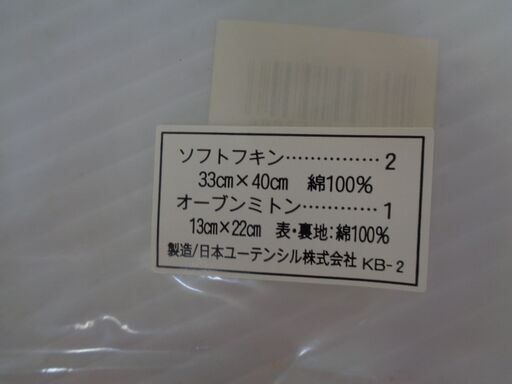 ソフトフキン……………2
33㎝×40㎝ 綿100%
オーブンミトン…………1
13㎝×22㎝ 表・裏地:綿100%
製造/日本ユーテンシル株式会社 KB-2